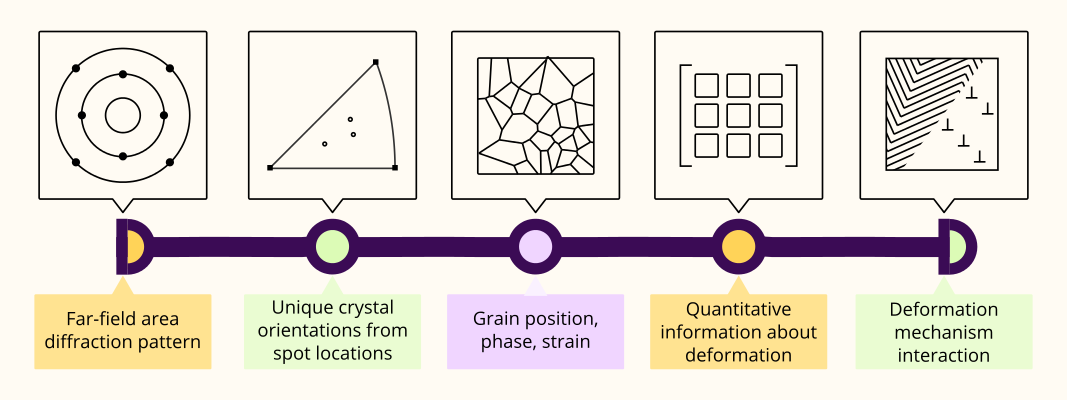 Far-field area
diffraction pattern
Unique crystal
orientations from
spot locations
Grain position,
phase, strain
Quantitative
information about
deformation
Deformation
mechanism
interaction